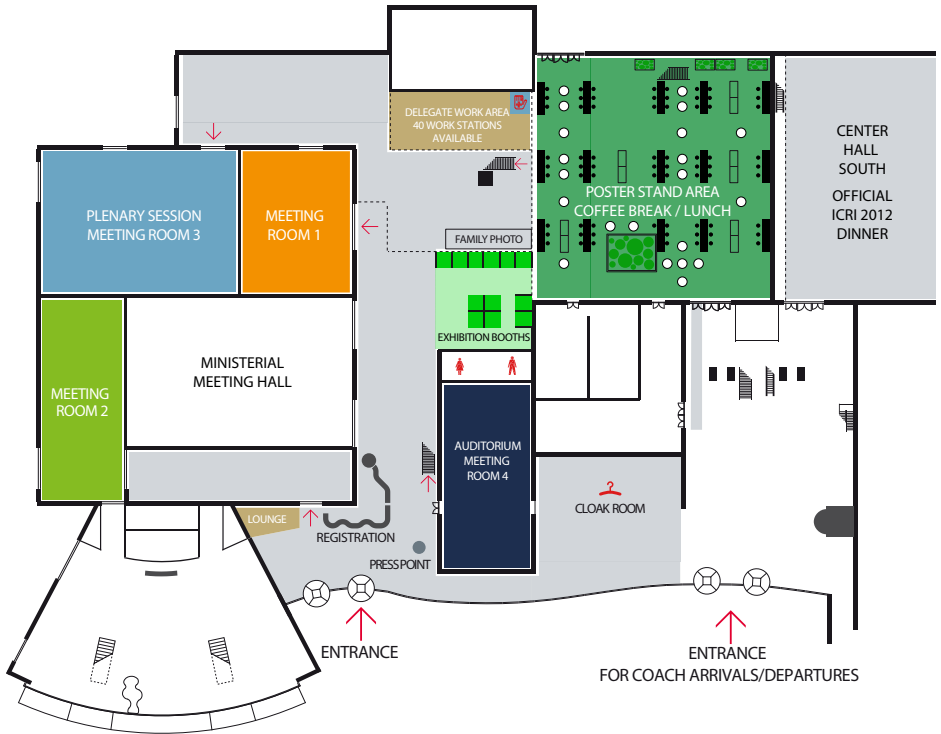 DELEGATE WORK AREA
40 WORK STATIONS
AVAILABLE
CENTER
HALL
SOUTH
OFFICIAL
ICRI 2012
DINNER
PLENARY SESSION
MEETING ROOM 3
MEETING
ROOM 1
POSTER STAND AREA
COFFEE BREAK / LUNCH
FAMILY PHOTO
EXHIBITION BOOTHS
MINISTERIAL
MEETING HALL
MEETING
ROOM 2
AUDITORIUM
MEETING
ROOM 4
CLOAK ROOM
LOUNGE
REGISTRATION
PRESS POINT
ENTRANCE
ENTRANCE
FOR COACH ARRIVALS/DEPARTURES